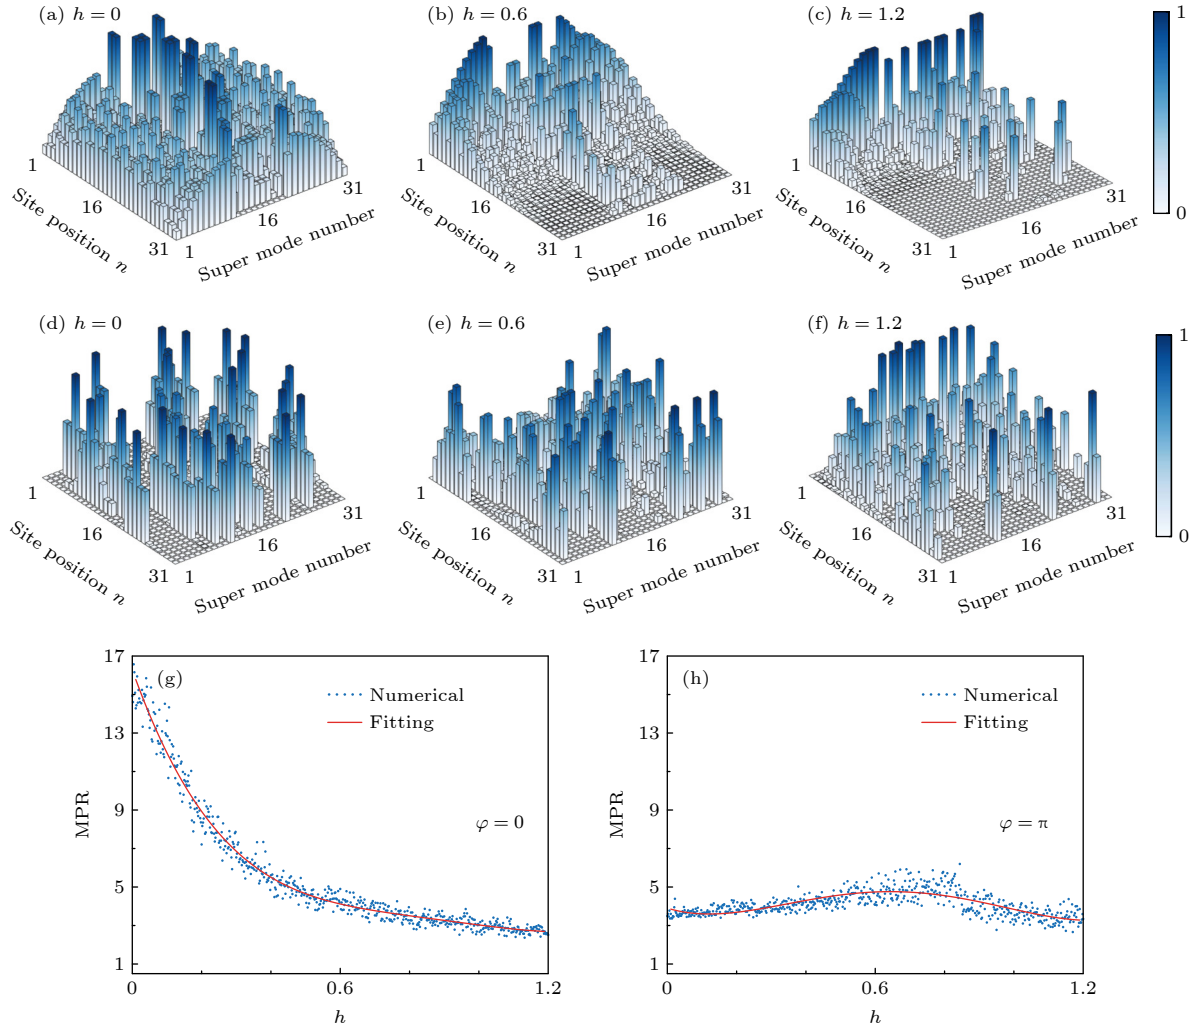 (a) h = 0
(b) h = 0.6
(c) h = 1.2
1
0
1
16
31
Site position n
1
16
31
Super mode number
1
16
31
Site position n
1
16
31
Super mode number
1
16
31
Site position n
1
16
31
Super mode number
(d) h = 0
(e) h = 0.6
(f) h = 1.2
1
0
1
16
31
Site position n
1
16
31
Super mode number
1
16
31
Site position n
1
16
31
Super mode number
1
16
31
Site position n
1
16
31
Super mode number
(g)
17
13
9
5
1
MPR
Numerical
Fitting
φ = 0
0
0.6
1.2
h
(h)
17
13
9
5
1
MPR
Numerical
Fitting
φ = π
0
0.6
1.2
h